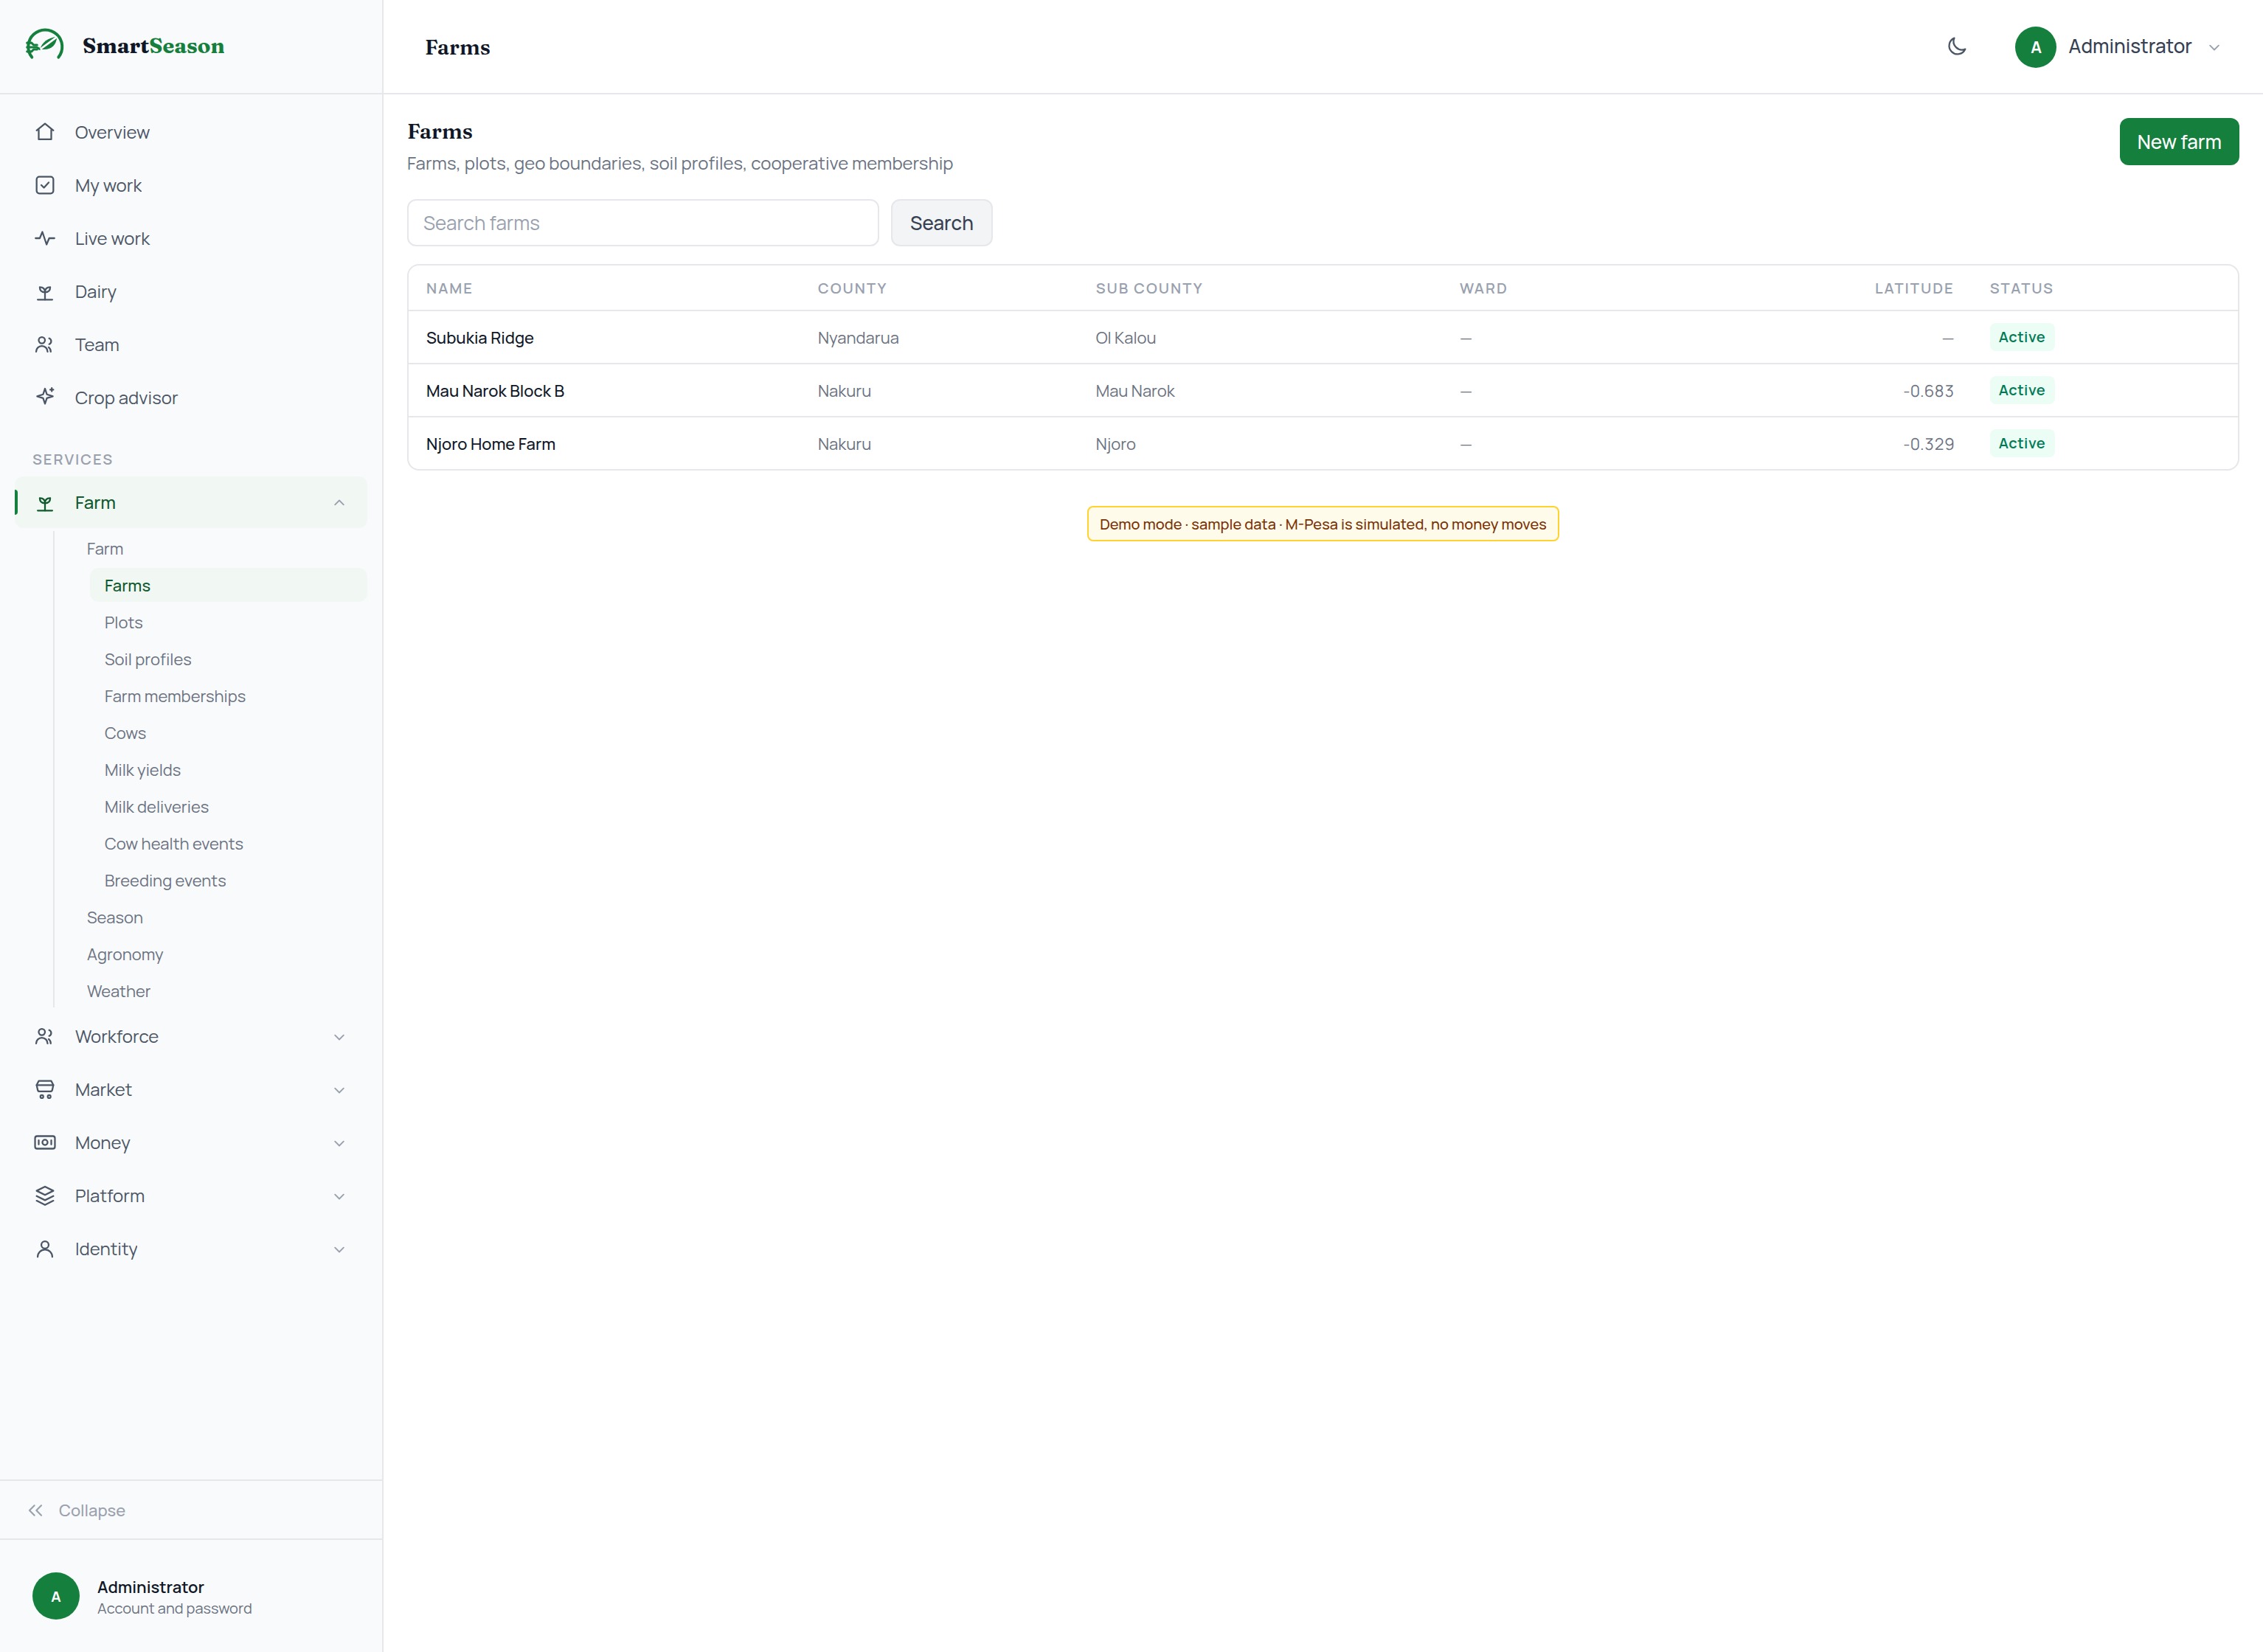 SmartSeason
Farms
A Administrator
Overview
My work
Live work
Dairy
Team
Crop advisor
SERVICES
Farm
Farm
Farms
Plots
Soil profiles
Farm memberships
Cows
Milk yields
Milk deliveries
Cow health events
Breeding events
Season
Agronomy
Weather
Workforce
Market
Money
Platform
Identity
Collapse
A
Administrator
Account and password
Farms
Farms, plots, geo boundaries, soil profiles, cooperative membership
New farm
Search farms Search
NAME COUNTY SUB COUNTY WARD LATITUDE STATUS
Subukia Ridge Nyandarua Ol Kalou — — Active
Mau Narok Block B Nakuru Mau Narok — -0.683 Active
Njoro Home Farm Nakuru Njoro — -0.329 Active
Demo mode · sample data · M-Pesa is simulated, no money moves